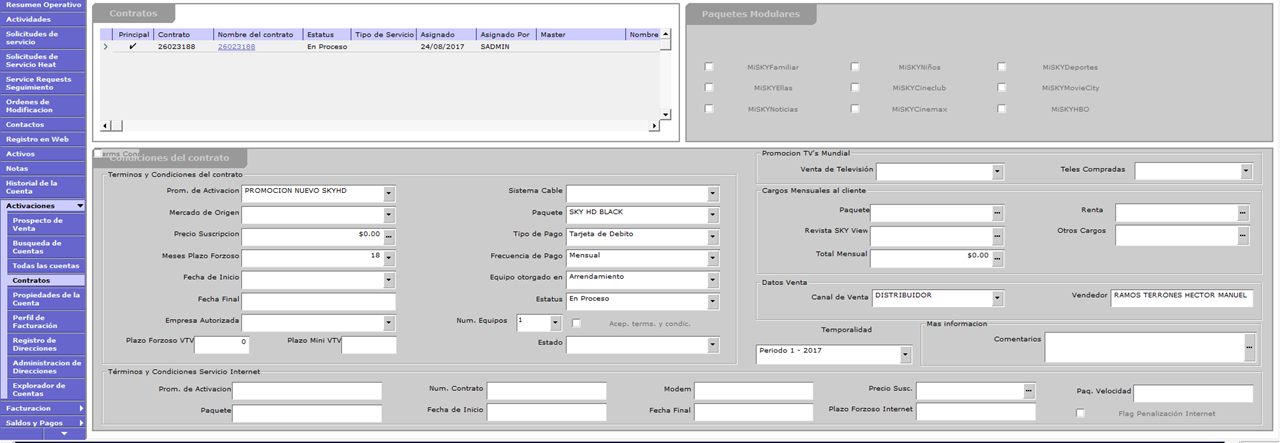 Resumen Operativo
Actividades
Solicitudes de
servicio
Solicitudes de
Servicio Heat
Service Requests
Seguimiento
Ordenes de
Modificacion
Contactos
Registro en Web
Activos
Notas
Historial de la
Cuenta
Activaciones
Prospecto de
Venta
Busqueda de
Cuentas
Todas las cuentas
Contratos
Propiedades de la
Cuenta
Perfil de
Facturación
Registro de
Direcciones
Administracion de
Direcciones
Explorador de
Cuentas
Facturacion
Saldos y Pagos
Contratos
Principal Contrato Nombre del contrato Estatus Tipo de Servicio Asignado Asignado Por Master Nombre
✔ 26023188 26023188 En Proceso 24/08/2017 SADMIN
Paquetes Modulares
MiSKYFamiliar MiSKYNiños MiSKYDeportes
MiSKYEllas MiSKYCineclub MiSKYMovieCity
MiSKYNoticias MiSKYCinemax MiSKYHBO
Condiciones del contrato
Terminos y Condiciones del contrato
Prom. de Activacion PROMOCION NUEVO SKYHD Sistema Cable
Mercado de Origen Paquete SKY HD BLACK
Precio Suscripcion $0.00 Tipo de Pago Tarjeta de Debito
Meses Plazo Forzoso 18 Frecuencia de Pago Mensual
Fecha de Inicio Equipo otorgado en Arrendamiento
Fecha Final Estatus En Proceso
Empresa Autorizada Num. Equipos 1 Acep. terms. y condic.
Plazo Forzoso VTV 0 Plazo Mini VTV Estado
Promocion TV's Mundial
Venta de Televisión Teles Compradas
Cargos Mensuales al cliente
Paquete Renta
Revista SKY View Otros Cargos
Total Mensual $0.00
Datos Venta
Canal de Venta DISTRIBUIDOR Vendedor RAMOS TERRONES HECTOR MANUEL
Temporalidad
Periodo 1 - 2017
Mas informacion
Comentarios
Términos y Condiciones Servicio Internet
Prom. de Activacion Num. Contrato Modem Precio Susc. Paq. Velocidad
Paquete Fecha de Inicio Fecha Final Plazo Forzoso Internet Flag Penalización Internet